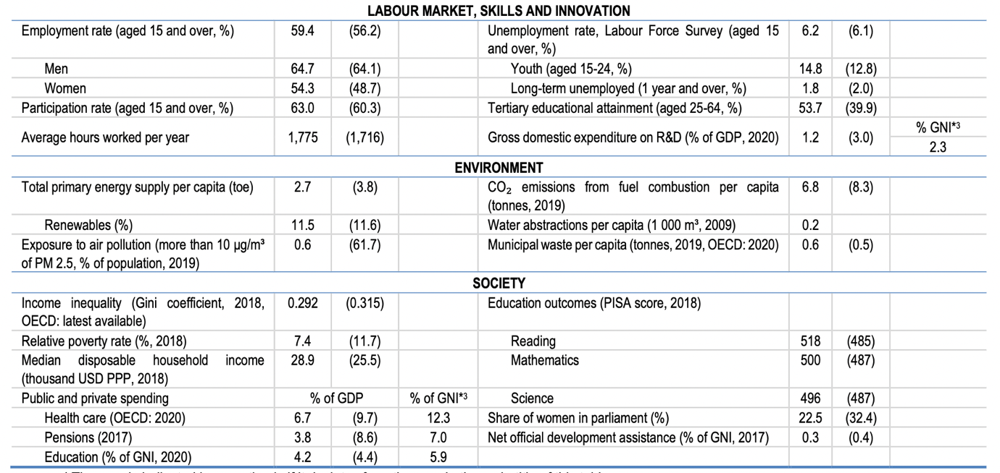 LABOUR MARKET, SKILLS AND INNOVATION
Employment rate (aged 15 and over, %) 59.4 (56.2) Unemployment rate, Labour Force Survey (aged 15 6.2 (6.1)
and over, %)
Men 64.7 (64.1) Youth (aged 15-24, %) 14.8 (12.8)
Women 54.3 (48.7) Long-term unemployed (1 year and over, %) 1.8 (2.0)
Participation rate (aged 15 and over, %) 63.0 (60.3) Tertiary educational attainment (aged 25-64, %) 53.7 (39.9)
% GNI*³
Average hours worked per year 1,775 (1,716) Gross domestic expenditure on R&D (% of GDP, 2020) 1.2 (3.0)
2.3
ENVIRONMENT
Total primary energy supply per capita (toe) 2.7 (3.8) CO₂ emissions from fuel combustion per capita 6.8 (8.3)
(tonnes, 2019)
Renewables (%) 11.5 (11.6) Water abstractions per capita (1 000 m³, 2009) 0.2
Exposure to air pollution (more than 10 μg/m³ 0.6 (61.7) Municipal waste per capita (tonnes, 2019, OECD: 2020) 0.6 (0.5)
of PM 2.5, % of population, 2019)
SOCIETY
Income inequality (Gini coefficient, 2018, 0.292 (0.315) Education outcomes (PISA score, 2018)
OECD: latest available)
Relative poverty rate (%, 2018) 7.4 (11.7) Reading 518 (485)
Median disposable household income 28.9 (25.5) Mathematics 500 (487)
(thousand USD PPP, 2018)
Public and private spending % of GDP % of GNI*³ Science 496 (487)
Health care (OECD: 2020) 6.7 (9.7) 12.3 Share of women in parliament (%) 22.5 (32.4)
Pensions (2017) 3.8 (8.6) 7.0 Net official development assistance (% of GNI, 2017) 0.3 (0.4)
Education (% of GNI, 2020) 4.2 (4.4) 5.9